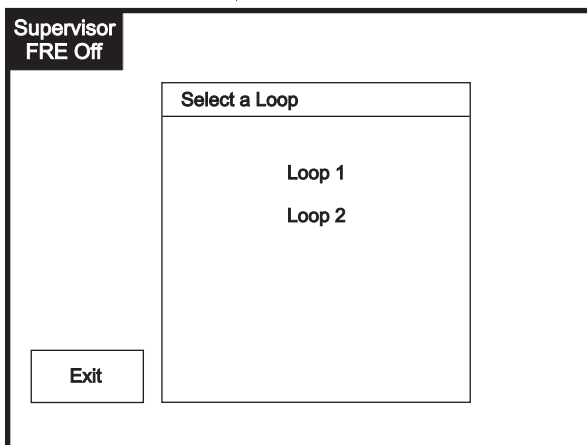 Supervisor
FRE Off
Select a Loop
Loop 1
Loop 2
Exit